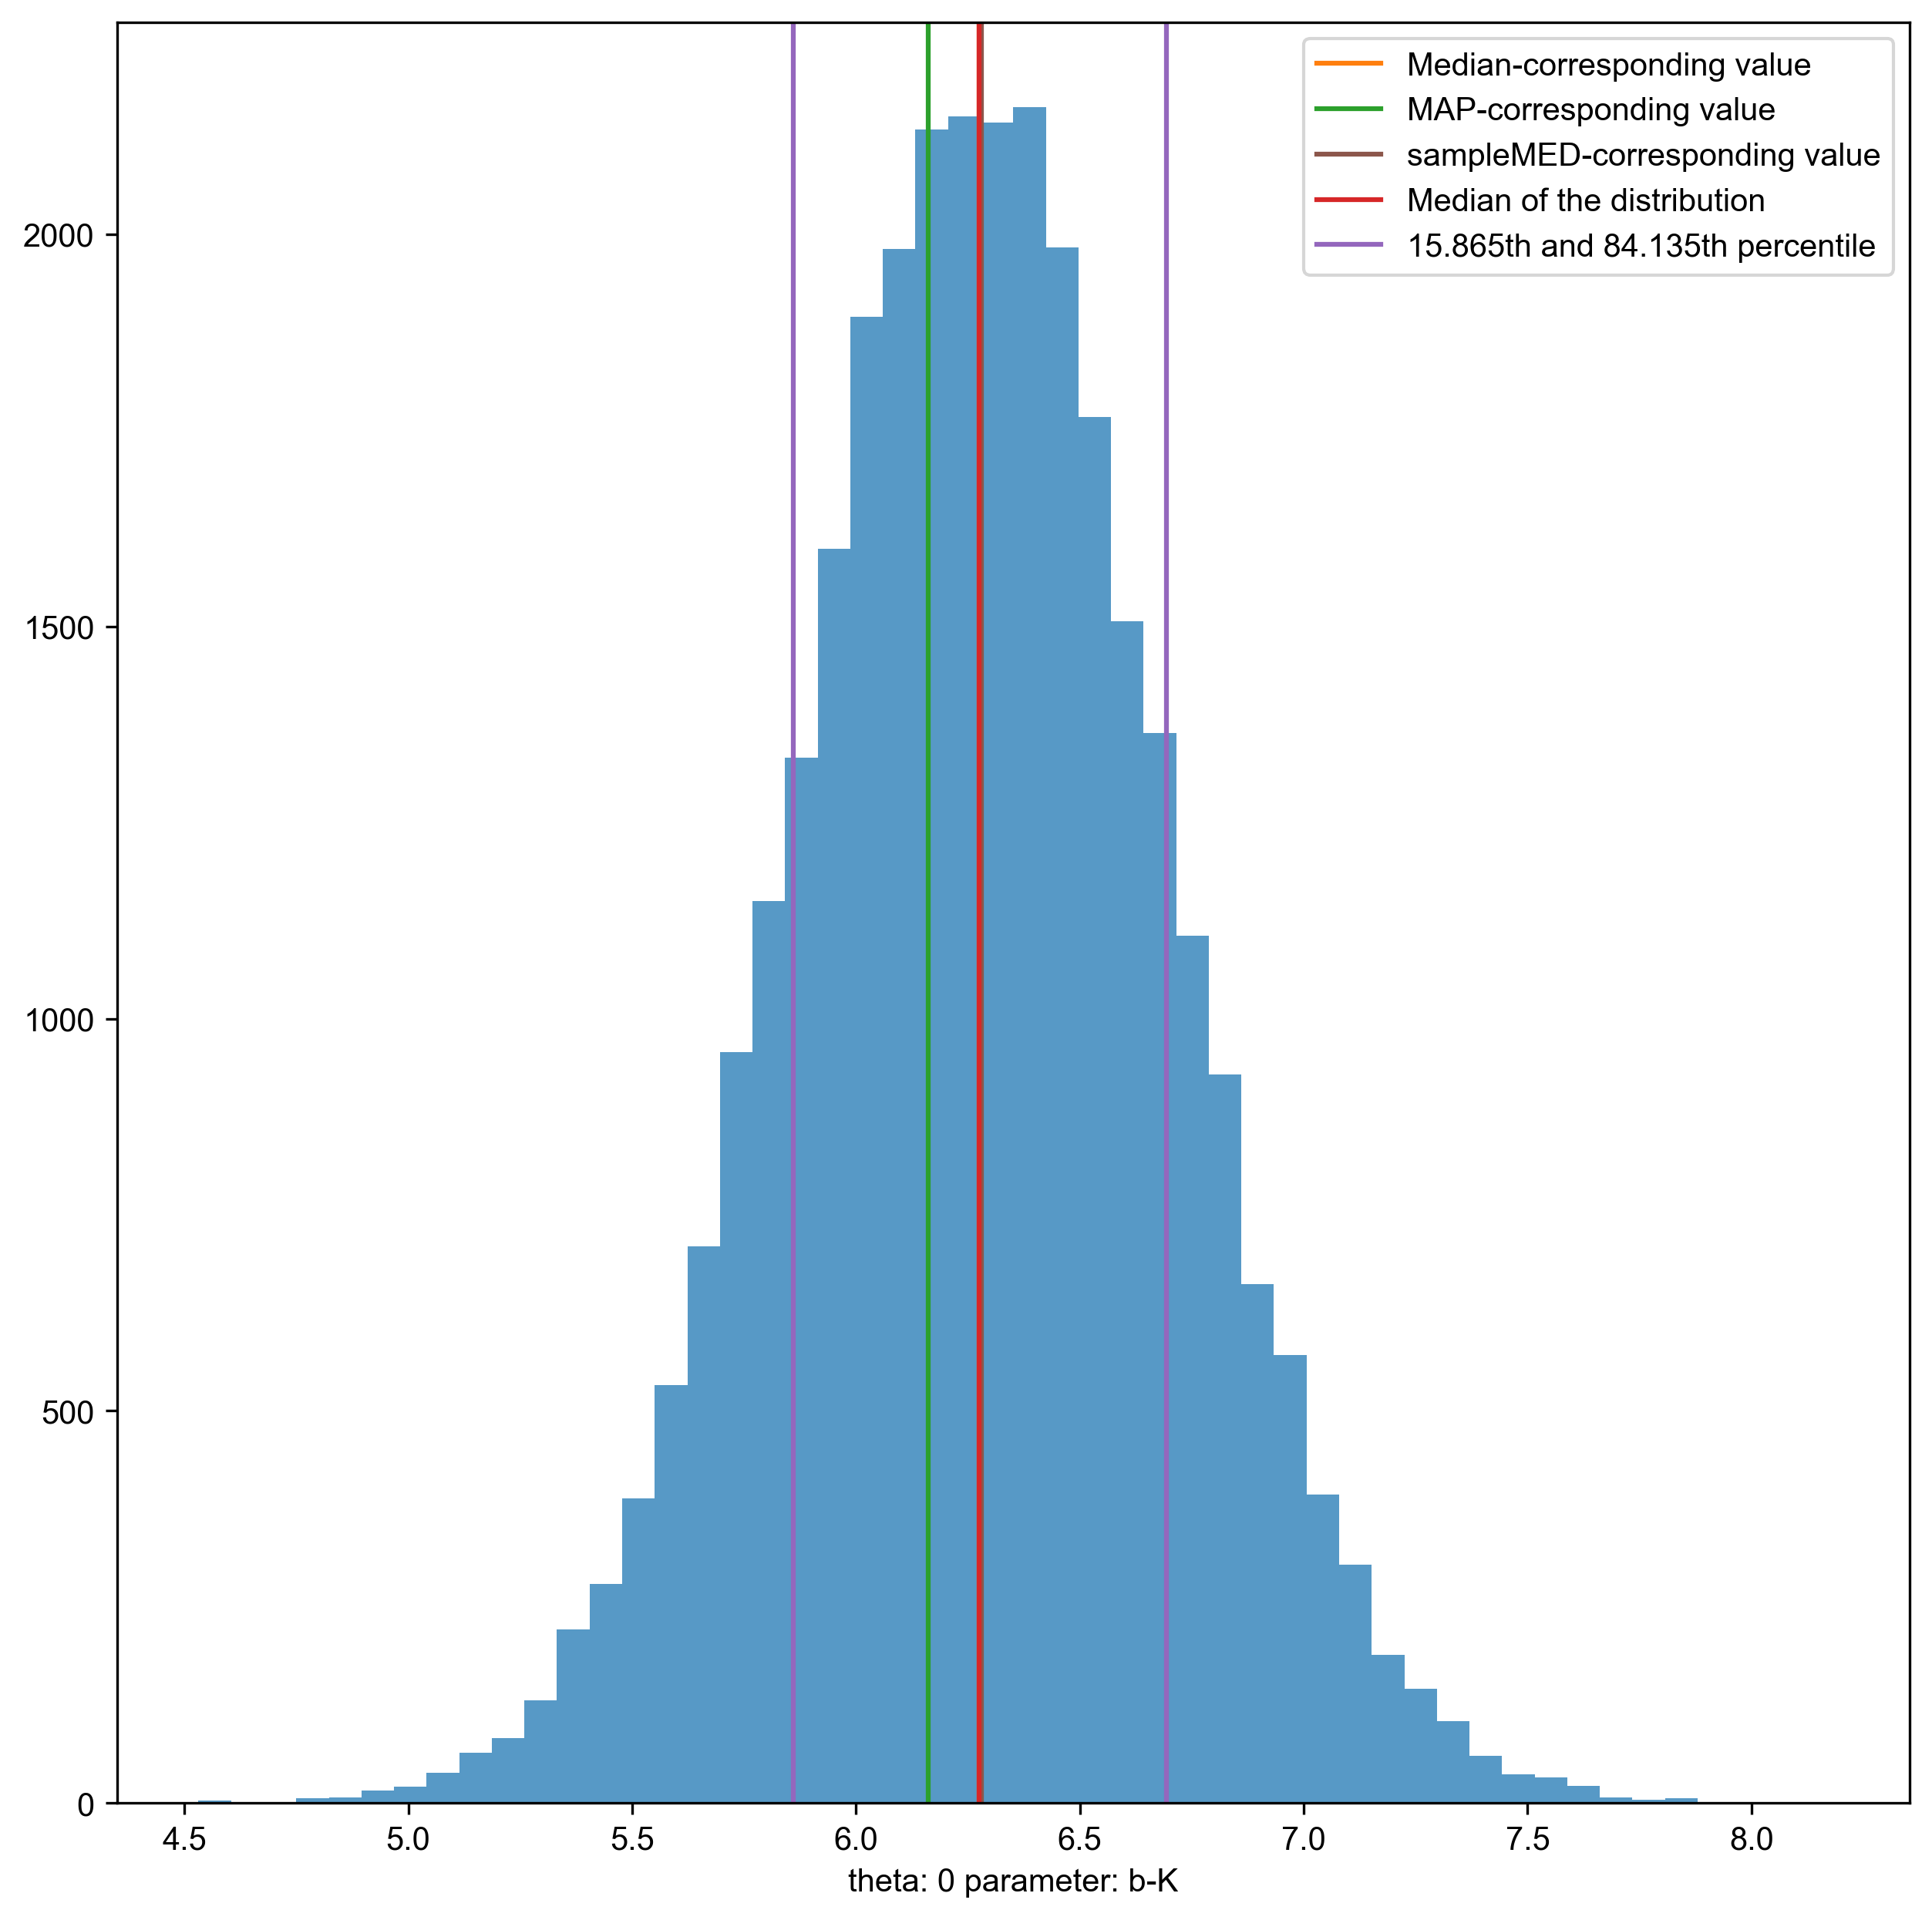 Median-corresponding value
MAP-corresponding value
sampleMED-corresponding value
Median of the distribution
15.865th and 84.135th percentile
2000
1500
1000
500
0
4.5 5.0 5.5 6.0 6.5 7.0 7.5 8.0
theta: 0 parameter: b-K